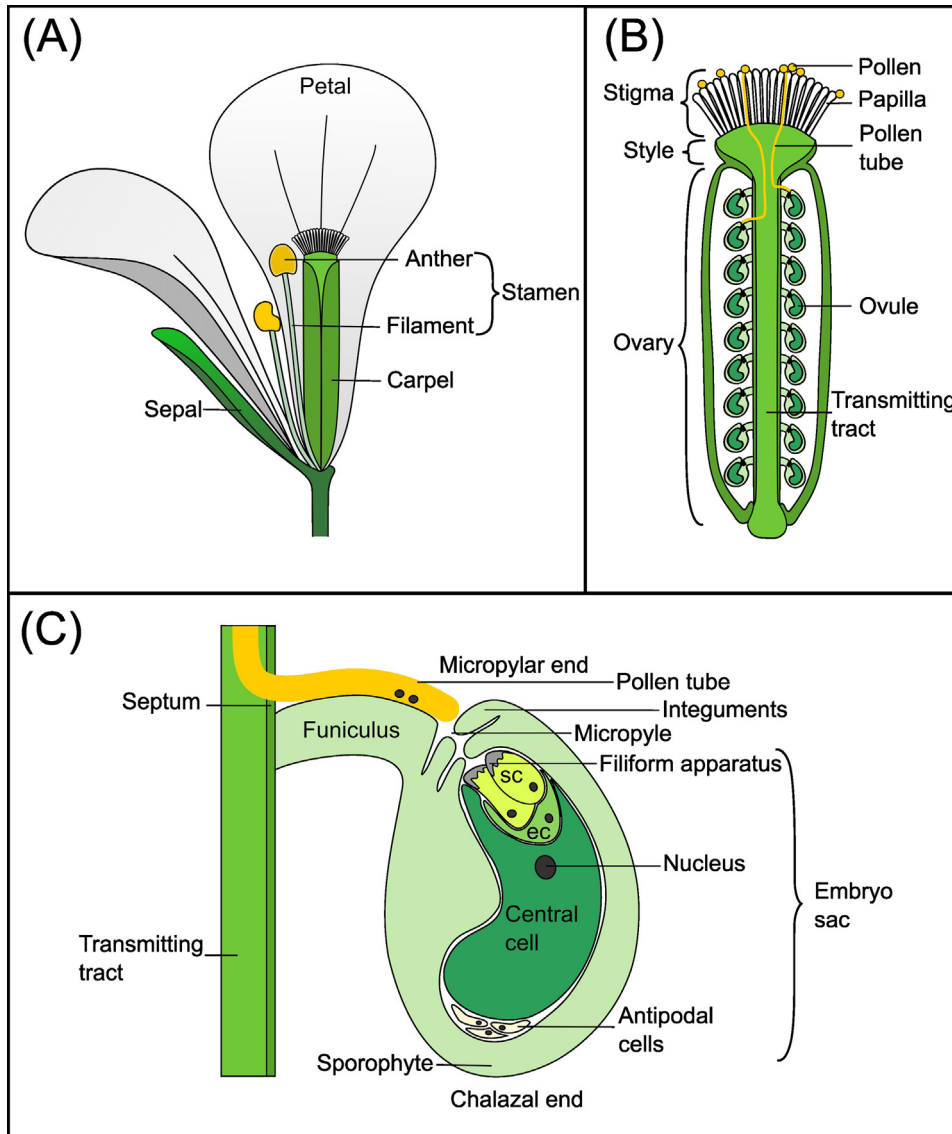 (A)
Petal
Anther
Stamen
Filament
Carpel
Sepal
(B)
Pollen
Stigma
Papilla
Style
Pollen
tube
Ovule
Ovary
Transmitting
tract
(C)
Micropylar end
Pollen tube
Septum
Integuments
Funiculus
Micropyle
Filiform apparatus
sc
ec
Nucleus
Embryo
sac
Central
cell
Transmitting
tract
Antipodal
cells
Sporophyte
Chalazal end